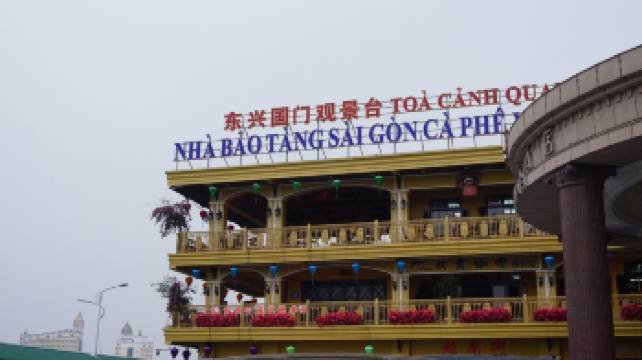 东兴国门观景台 TOÀ CẢNH QUA
NHÀ BẢO TÀNG SÀI GÒN CÀ PHÊ